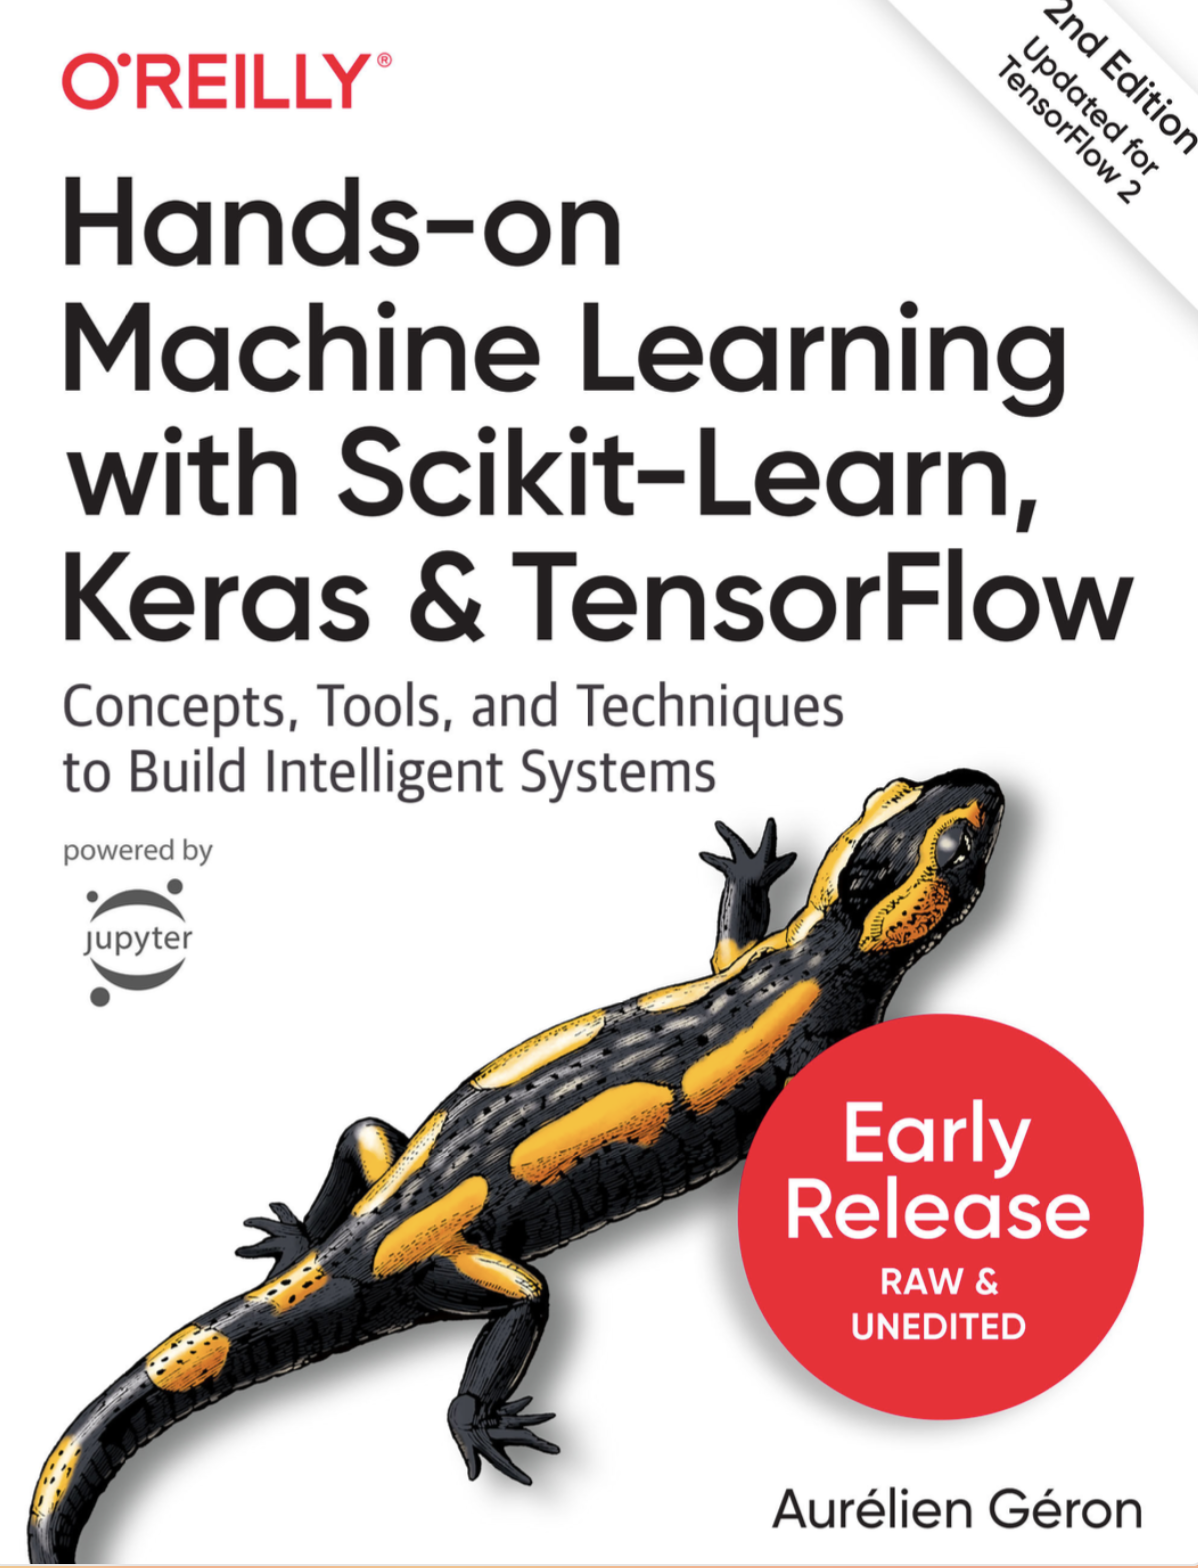 O'REILLY®
2nd Edition
Updated for
TensorFlow 2
Hands-on
Machine Learning
with Scikit-Learn,
Keras & TensorFlow
Concepts, Tools, and Techniques
to Build Intelligent Systems
powered by
jupyter
Early
Release
RAW &
UNEDITED
Aurélien Géron